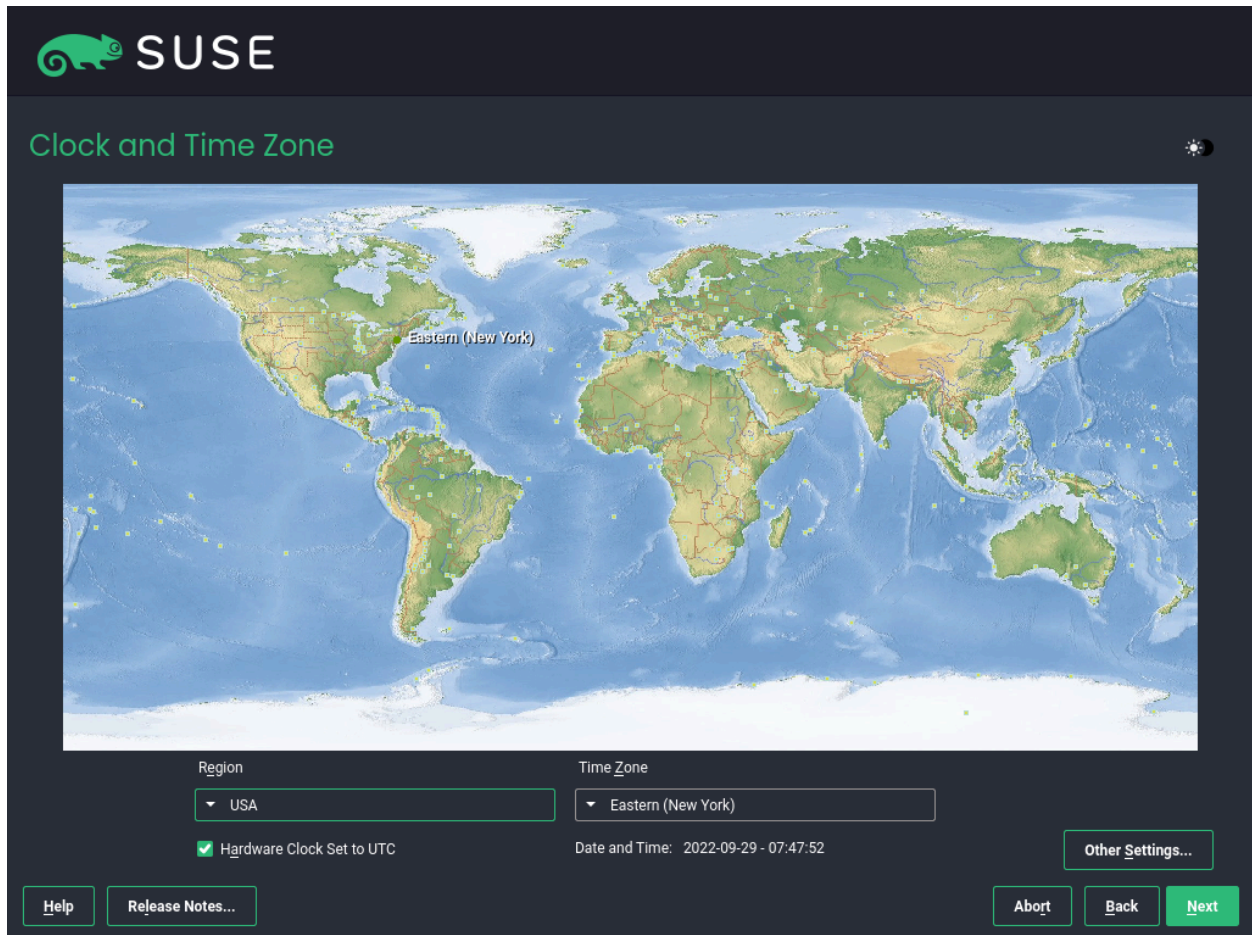 SUSE
Clock and Time Zone
Eastern (New York)
Region
Time Zone
USA
Eastern (New York)
Hardware Clock Set to UTC
Date and Time: 2022-09-29 - 07:47:52
Other Settings...
Help
Release Notes...
Abort
Back
Next